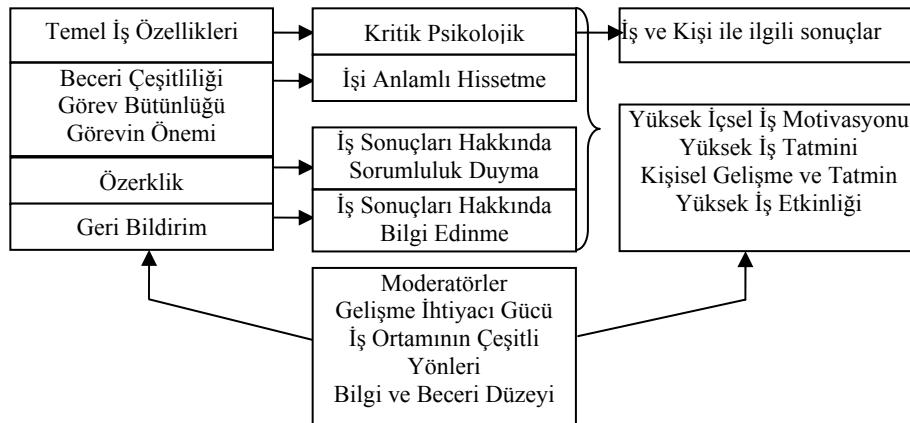 Temel İş Özellikleri
Kritik Psikolojik
İş ve Kişi ile ilgili sonuçlar
Beceri Çeşitliliği
Görev Bütünlüğü
Görevin Önemi
Özerklik
Geri Bildirim
İşi Anlamlı Hissetme
İş Sonuçları Hakkında
Sorumluluk Duyma
İş Sonuçları Hakkında
Bilgi Edinme
Yüksek İçsel İş Motivasyonu
Yüksek İş Tatmini
Kişisel Gelişme ve Tatmin
Yüksek İş Etkinliği
Moderatörler
Gelişme İhtiyacı Gücü
İş Ortamının Çeşitli
Yönleri
Bilgi ve Beceri Düzeyi